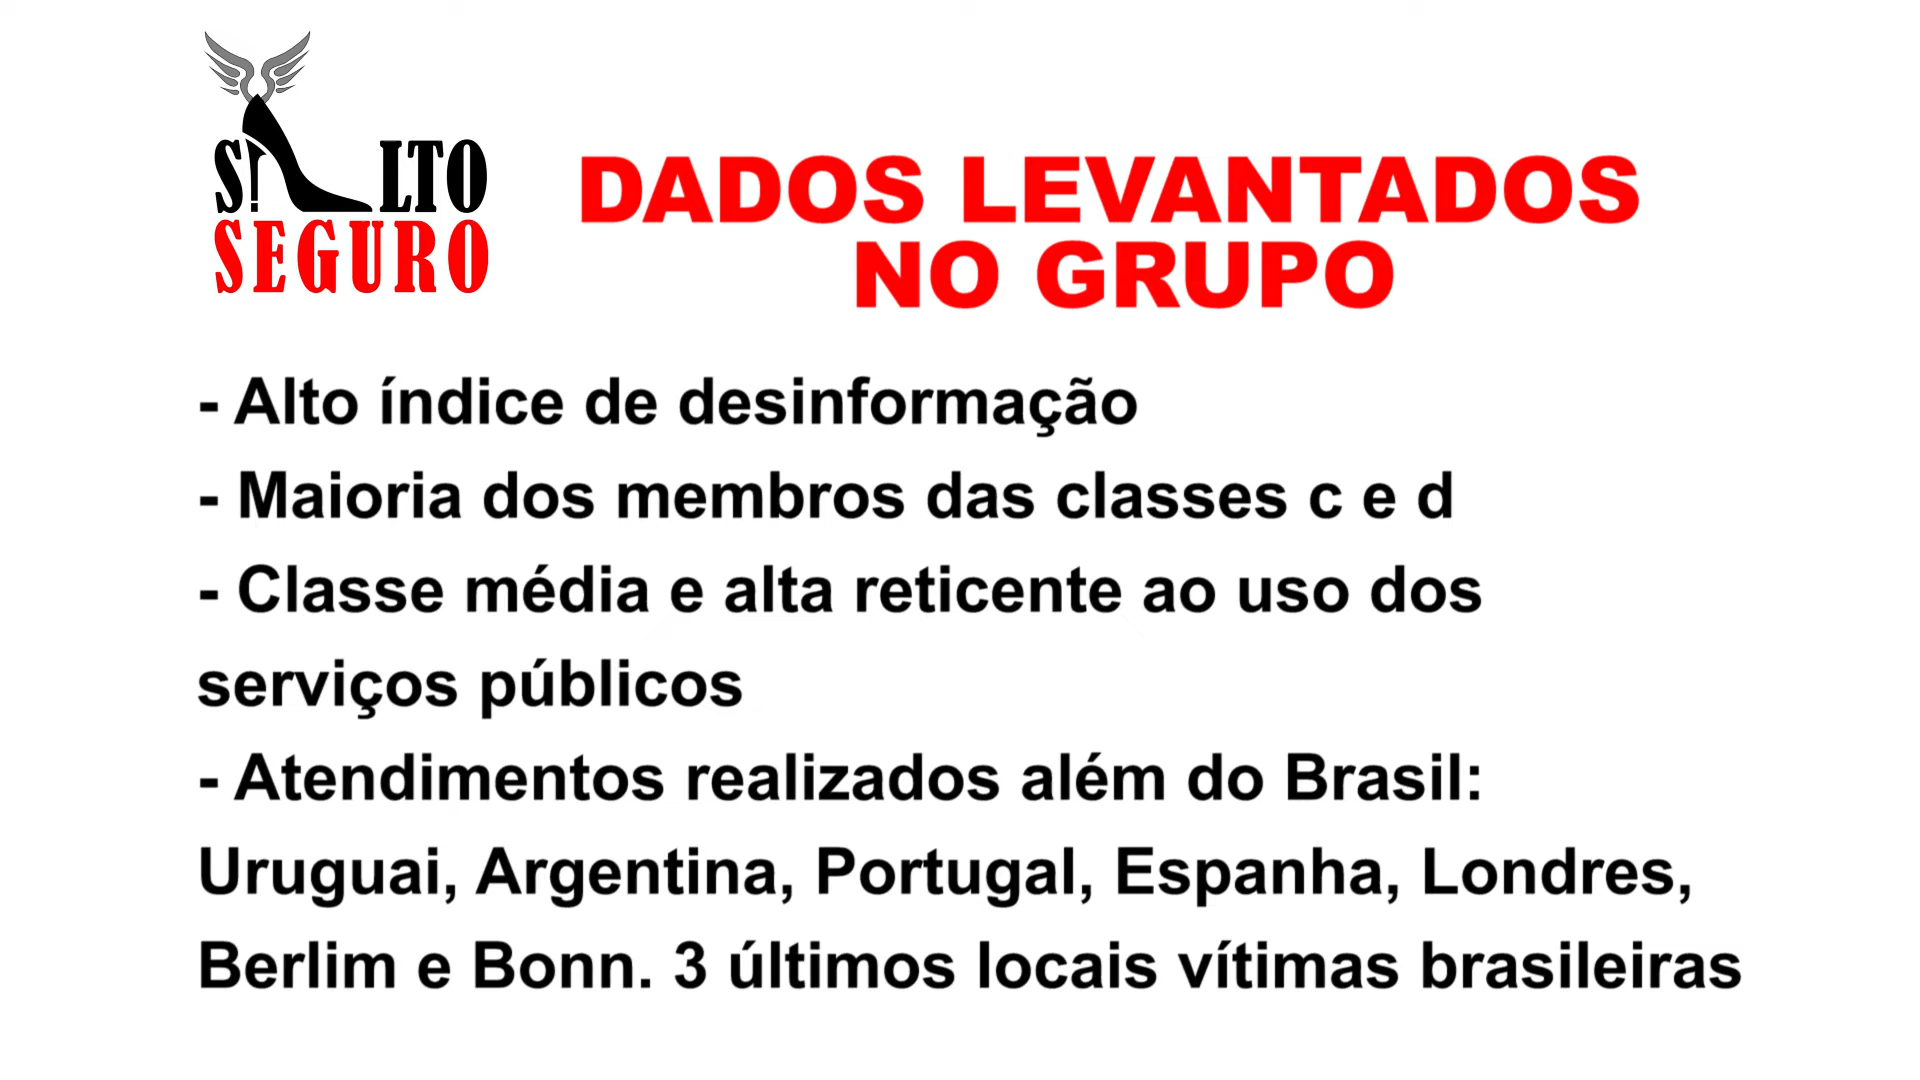 SALTO
SEGURO
DADOS LEVANTADOS
NO GRUPO
- Alto índice de desinformação
- Maioria dos membros das classes c e d
- Classe média e alta reticente ao uso dos
serviços públicos
- Atendimentos realizados além do Brasil:
Uruguai, Argentina, Portugal, Espanha, Londres,
Berlim e Bonn. 3 últimos locais vítimas brasileiras